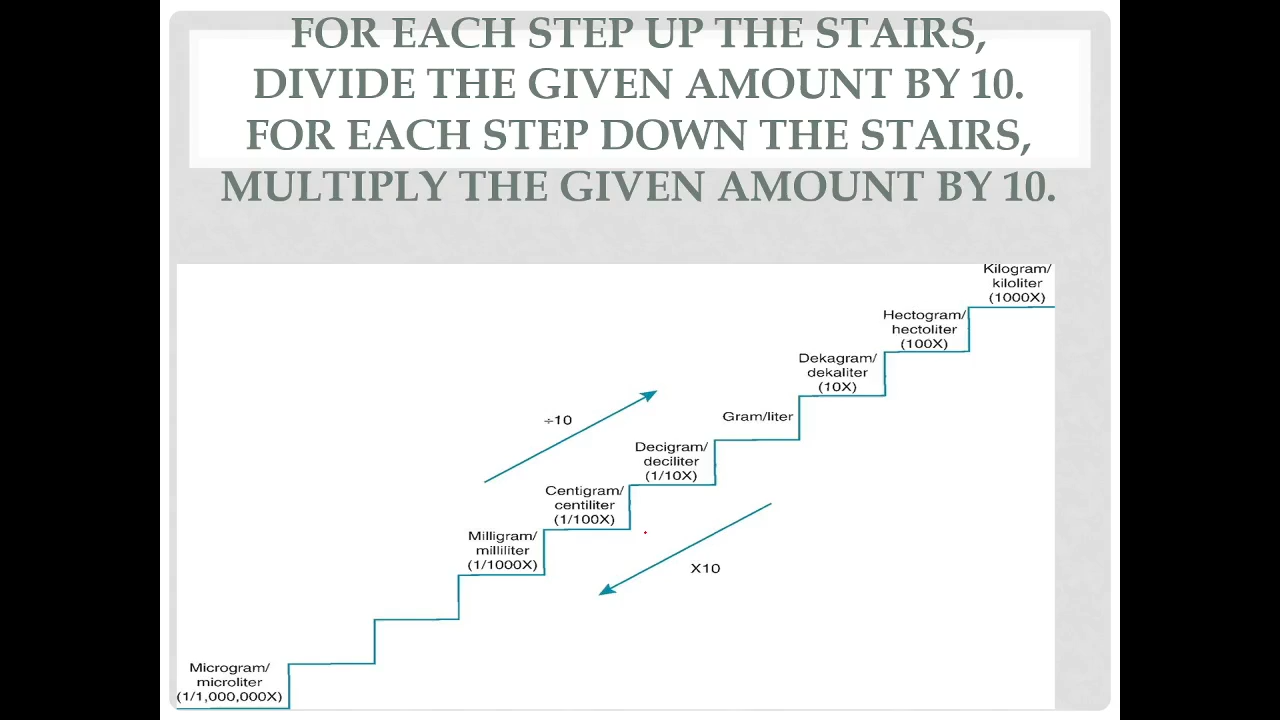 FOR EACH STEP UP THE STAIRS,
DIVIDE THE GIVEN AMOUNT BY 10.
FOR EACH STEP DOWN THE STAIRS,
MULTIPLY THE GIVEN AMOUNT BY 10.
Kilogram/
kiloliter
(1000X)
Hectogram/
hectoliter
(100X)
Dekagram/
dekaliter
(10X)
Gram/liter
÷10
Decigram/
deciliter
(1/10X)
Centigram/
centiliter
(1/100X)
Milligram/
milliliter
(1/1000X)
X10
Microgram/
microliter
(1/1,000,000X)